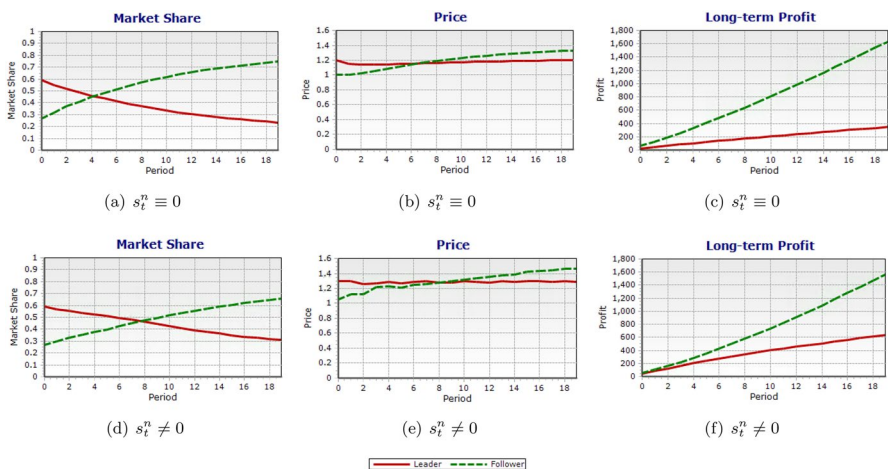 Market Share
Market Share
1
0.9
0.8
0.7
0.6
0.5
0.4
0.3
0.2
0.1
0
0 2 4 6 8 10 12 14 16 18
Period
(a) sₜⁿ ≡ 0
Price
Price
1.6
1.4
1.2
1
0.8
0.6
0.4
0.2
0
0 2 4 6 8 10 12 14 16 18
Period
(b) sₜⁿ ≡ 0
Long-term Profit
Profit
1,800
1,600
1,400
1,200
1,000
800
600
400
200
0
0 2 4 6 8 10 12 14 16 18
Period
(c) sₜⁿ ≡ 0
Market Share
Market Share
1
0.9
0.8
0.7
0.6
0.5
0.4
0.3
0.2
0.1
0
0 2 4 6 8 10 12 14 16 18
Period
(d) sₜⁿ ≠ 0
Price
Price
1.6
1.4
1.2
1
0.8
0.6
0.4
0.2
0
0 2 4 6 8 10 12 14 16 18
Period
(e) sₜⁿ ≠ 0
Long-term Profit
Profit
1,800
1,600
1,400
1,200
1,000
800
600
400
200
0
0 2 4 6 8 10 12 14 16 18
Period
(f) sₜⁿ ≠ 0
Leader Follower